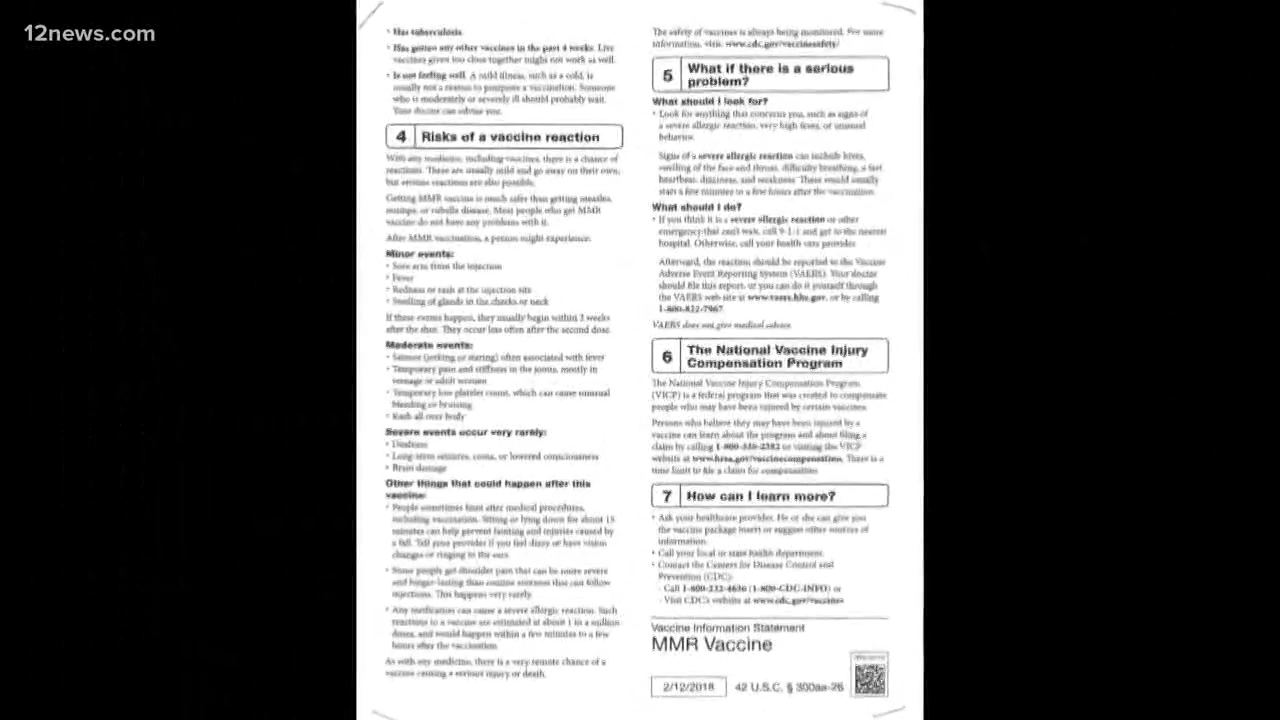 12news.com
• Has tuberculosis.
• Has gotten any other vaccines in the past 4 weeks. Live
vaccines given too close together might not work as well.
• Is not feeling well. A mild illness, such as a cold, is
usually not a reason to postpone a vaccination. Someone
who is moderately or severely ill should probably wait.
Your doctor can advise you.
4 Risks of a vaccine reaction
With any medicine, including vaccines, there is a chance of
reactions. These are usually mild and go away on their own,
but serious reactions are also possible.
Getting MMR vaccine is much safer than getting measles,
mumps, or rubella disease. Most people who get MMR
vaccine do not have any problems with it.
After MMR vaccination, a person might experience:
Minor events:
• Sore arm from the injection
• Fever
• Redness or rash at the injection site
• Swelling of glands in the cheeks or neck
If these events happen, they usually begin within 2 weeks
after the shot. They occur less often after the second dose.
Moderate events:
• Seizure (jerking or staring) often associated with fever
• Temporary pain and stiffness in the joints, mostly in
teenage or adult women
• Temporary low platelet count, which can cause unusual
bleeding or bruising
• Rash all over body
Severe events occur very rarely:
• Deafness
• Long-term seizures, coma, or lowered consciousness
• Brain damage
Other things that could happen after this
vaccine:
• People sometimes faint after medical procedures,
including vaccination. Sitting or lying down for about 15
minutes can help prevent fainting and injuries caused by
a fall. Tell your provider if you feel dizzy or have vision
changes or ringing in the ears.
• Some people get shoulder pain that can be more severe
and longer-lasting than routine soreness that can follow
injections. This happens very rarely.
• Any medication can cause a severe allergic reaction. Such
reactions to a vaccine are estimated at about 1 in a million
doses, and would happen within a few minutes to a few
hours after the vaccination.
As with any medicine, there is a very remote chance of a
vaccine causing a serious injury or death.
The safety of vaccines is always being monitored. For more
information, visit: www.cdc.gov/vaccinesafety/
5 What if there is a serious
problem?
What should I look for?
• Look for anything that concerns you, such as signs of
a severe allergic reaction, very high fever, or unusual
behavior.
Signs of a severe allergic reaction can include hives,
swelling of the face and throat, difficulty breathing, a fast
heartbeat, dizziness, and weakness. These would usually
start a few minutes to a few hours after the vaccination.
What should I do?
• If you think it is a severe allergic reaction or other
emergency that can't wait, call 9-1-1 and get to the nearest
hospital. Otherwise, call your health care provider.
Afterward, the reaction should be reported to the Vaccine
Adverse Event Reporting System (VAERS). Your doctor
should file this report, or you can do it yourself through
the VAERS web site at www.vaers.hhs.gov, or by calling
1-800-822-7967.
VAERS does not give medical advice.
6 The National Vaccine Injury
Compensation Program
The National Vaccine Injury Compensation Program
(VICP) is a federal program that was created to compensate
people who may have been injured by certain vaccines.
Persons who believe they may have been injured by a
vaccine can learn about the program and about filing a
claim by calling 1-800-338-2382 or visiting the VICP
website at www.hrsa.gov/vaccinecompensation. There is a
time limit to file a claim for compensation.
7 How can I learn more?
• Ask your healthcare provider. He or she can give you
the vaccine package insert or suggest other sources of
information.
• Call your local or state health department.
• Contact the Centers for Disease Control and
Prevention (CDC):
- Call 1-800-232-4636 (1-800-CDC-INFO) or
- Visit CDC's website at www.cdc.gov/vaccines
Vaccine Information Statement
MMR Vaccine
2/12/2018 42 U.S.C. § 300aa-26